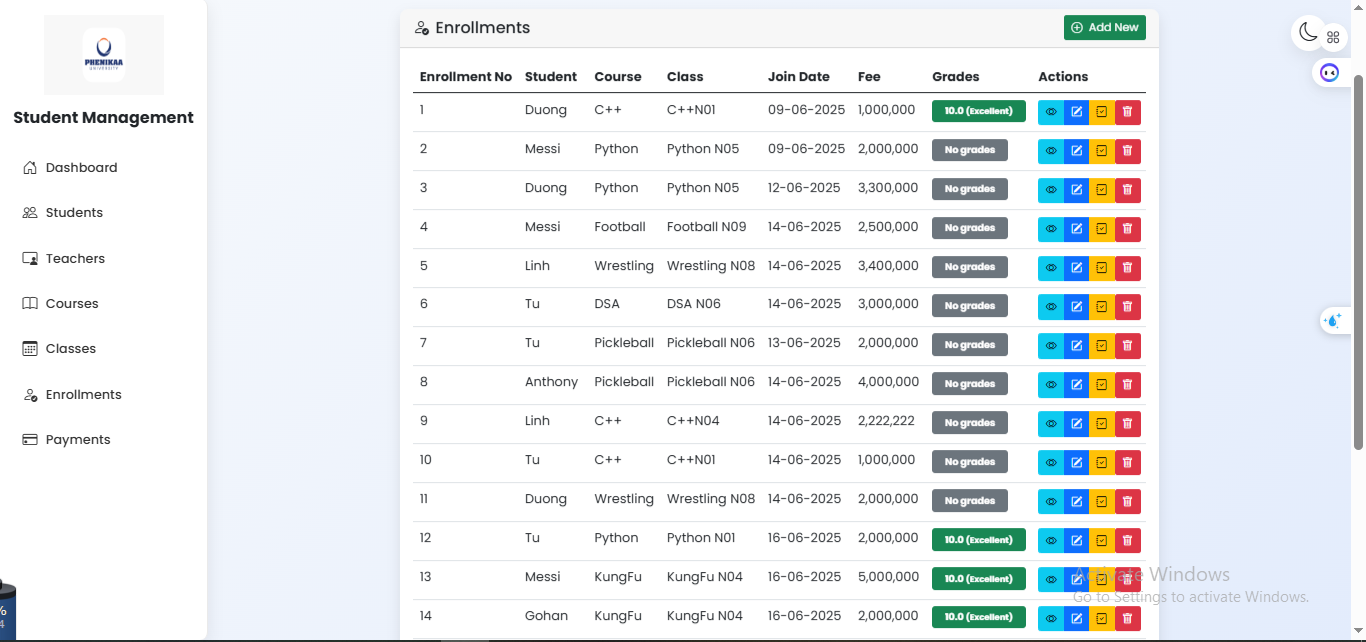 PHENIKAA
UNIVERSITY
Student Management
Dashboard
Students
Teachers
Courses
Classes
Enrollments
Payments
Enrollments
Add New
Enrollment No Student Course Class Join Date Fee Grades Actions
1 Duong C++ C++N01 09-06-2025 1,000,000 10.0 (Excellent)
2 Messi Python Python N05 09-06-2025 2,000,000 No grades
3 Duong Python Python N05 12-06-2025 3,300,000 No grades
4 Messi Football Football N09 14-06-2025 2,500,000 No grades
5 Linh Wrestling Wrestling N08 14-06-2025 3,400,000 No grades
6 Tu DSA DSA N06 14-06-2025 3,000,000 No grades
7 Tu Pickleball Pickleball N06 13-06-2025 2,000,000 No grades
8 Anthony Pickleball Pickleball N06 14-06-2025 4,000,000 No grades
9 Linh C++ C++N04 14-06-2025 2,222,222 No grades
10 Tu C++ C++N01 14-06-2025 1,000,000 No grades
11 Duong Wrestling Wrestling N08 14-06-2025 2,000,000 No grades
12 Tu Python Python N01 16-06-2025 2,000,000 10.0 (Excellent)
13 Messi KungFu KungFu N04 16-06-2025 5,000,000 10.0 (Excellent)
14 Gohan KungFu KungFu N04 16-06-2025 2,000,000 10.0 (Excellent)
Activate Windows
Go to Settings to activate Windows.
%
4